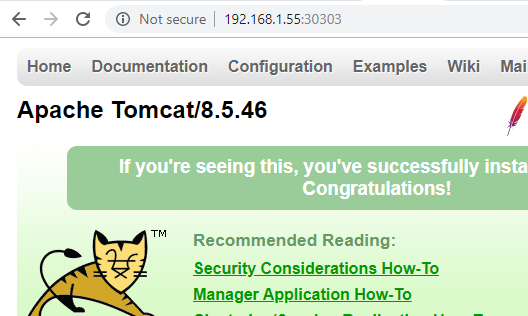 Not secure | 192.168.1.55:30303
Home Documentation Configuration Examples Wiki
Apache Tomcat/8.5.46
If you're seeing this, you've successfully
Congratulations!
TM
Recommended Reading:
Security Considerations How-To
Manager Application How-To